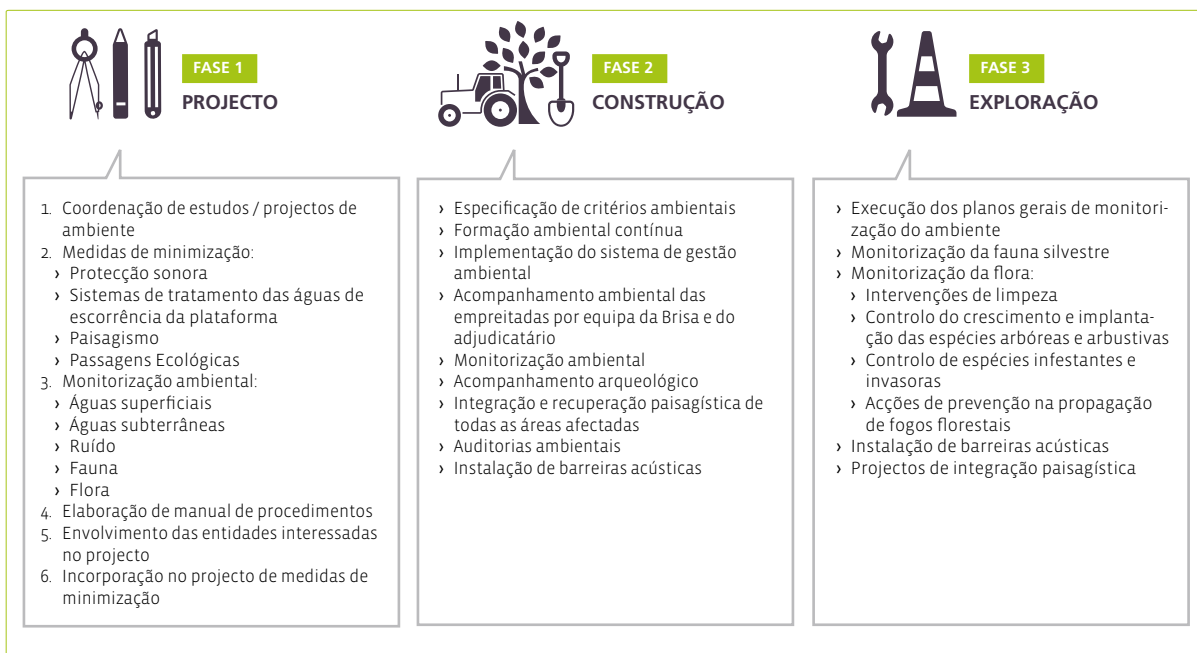 FASE 1
PROJECTO
1. Coordenação de estudos / projectos de
ambiente
2. Medidas de minimização:
› Protecção sonora
› Sistemas de tratamento das águas de
escorrência da plataforma
› Paisagismo
› Passagens Ecológicas
3. Monitorização ambiental:
› Águas superficiais
› Águas subterrâneas
› Ruído
› Fauna
› Flora
4. Elaboração de manual de procedimentos
5. Envolvimento das entidades interessadas
no projecto
6. Incorporação no projecto de medidas de
minimização
FASE 2
CONSTRUÇÃO
› Especificação de critérios ambientais
› Formação ambiental contínua
› Implementação do sistema de gestão
ambiental
› Acompanhamento ambiental das
empreitadas por equipa da Brisa e do
adjudicatário
› Monitorização ambiental
› Acompanhamento arqueológico
› Integração e recuperação paisagística de
todas as áreas afectadas
› Auditorias ambientais
› Instalação de barreiras acústicas
FASE 3
EXPLORAÇÃO
› Execução dos planos gerais de monitori-
zação do ambiente
› Monitorização da fauna silvestre
› Monitorização da flora:
› Intervenções de limpeza
› Controlo do crescimento e implanta-
ção das espécies arbóreas e arbustivas
› Controlo de espécies infestantes e
invasoras
› Acções de prevenção na propagação
de fogos florestais
› Instalação de barreiras acústicas
› Projectos de integração paisagística